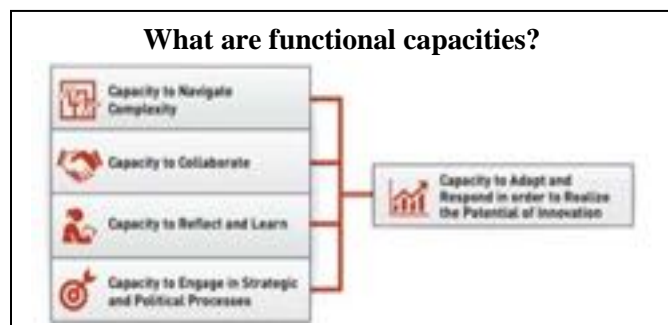 What are functional capacities?
Capacity to Navigate
Complexity
Capacity to Collaborate
Capacity to Reflect and Learn
Capacity to Engage in Strategic
and Political Processes
Capacity to Adapt and
Respond in order to Realize
the Potential of Innovation